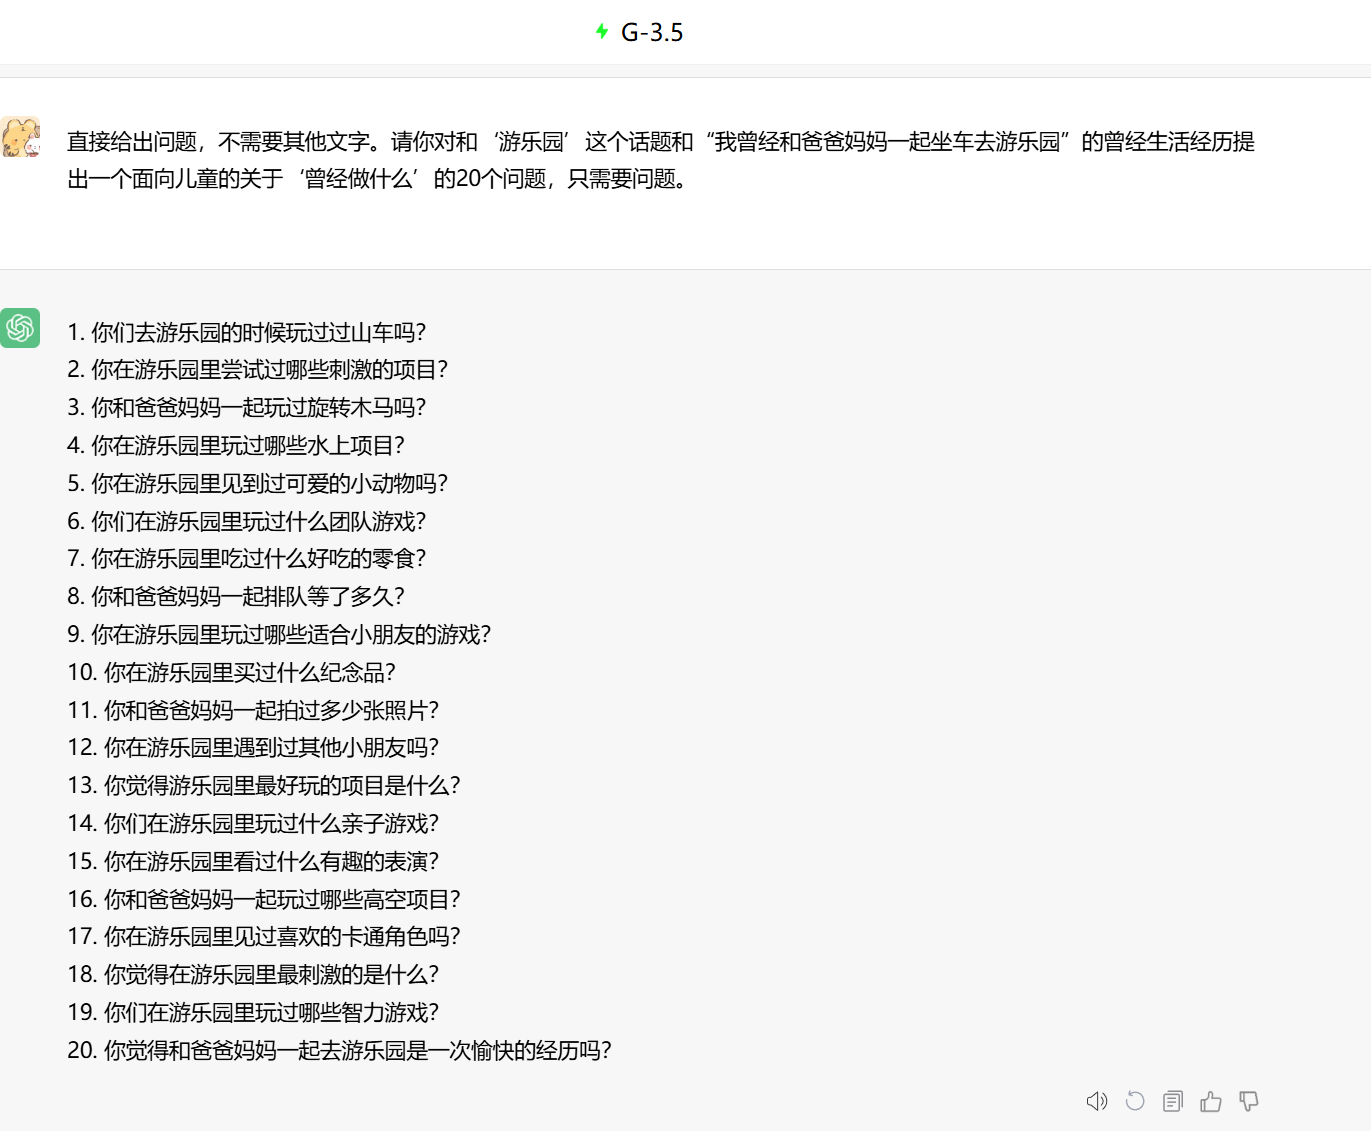 G-3.5
直接给出问题，不需要其他文字。请你对和‘游乐园’这个话题和“我曾经和爸爸妈妈一起坐车去游乐园”的曾经生活经历提
出一个面向儿童的关于‘曾经做什么’的20个问题，只需要问题。
1. 你们去游乐园的时候玩过过山车吗？
2. 你在游乐园里尝试过哪些刺激的项目？
3. 你和爸爸妈妈一起玩过旋转木马吗？
4. 你在游乐园里玩过哪些水上项目？
5. 你在游乐园里见到过可爱的小动物吗？
6. 你们在游乐园里玩过什么团队游戏？
7. 你在游乐园里吃过什么好吃的零食？
8. 你和爸爸妈妈一起排队等了多久？
9. 你在游乐园里玩过哪些适合小朋友的游戏？
10. 你在游乐园里买过什么纪念品？
11. 你和爸爸妈妈一起拍过多少张照片？
12. 你在游乐园里遇到过其他小朋友吗？
13. 你觉得游乐园里最好玩的项目是什么？
14. 你们在游乐园里玩过什么亲子游戏？
15. 你在游乐园里看过什么有趣的表演？
16. 你和爸爸妈妈一起玩过哪些高空项目？
17. 你在游乐园里见过喜欢的卡通角色吗？
18. 你觉得在游乐园里最刺激的是什么？
19. 你们在游乐园里玩过哪些智力游戏？
20. 你觉得和爸爸妈妈一起去游乐园是一次愉快的经历吗？